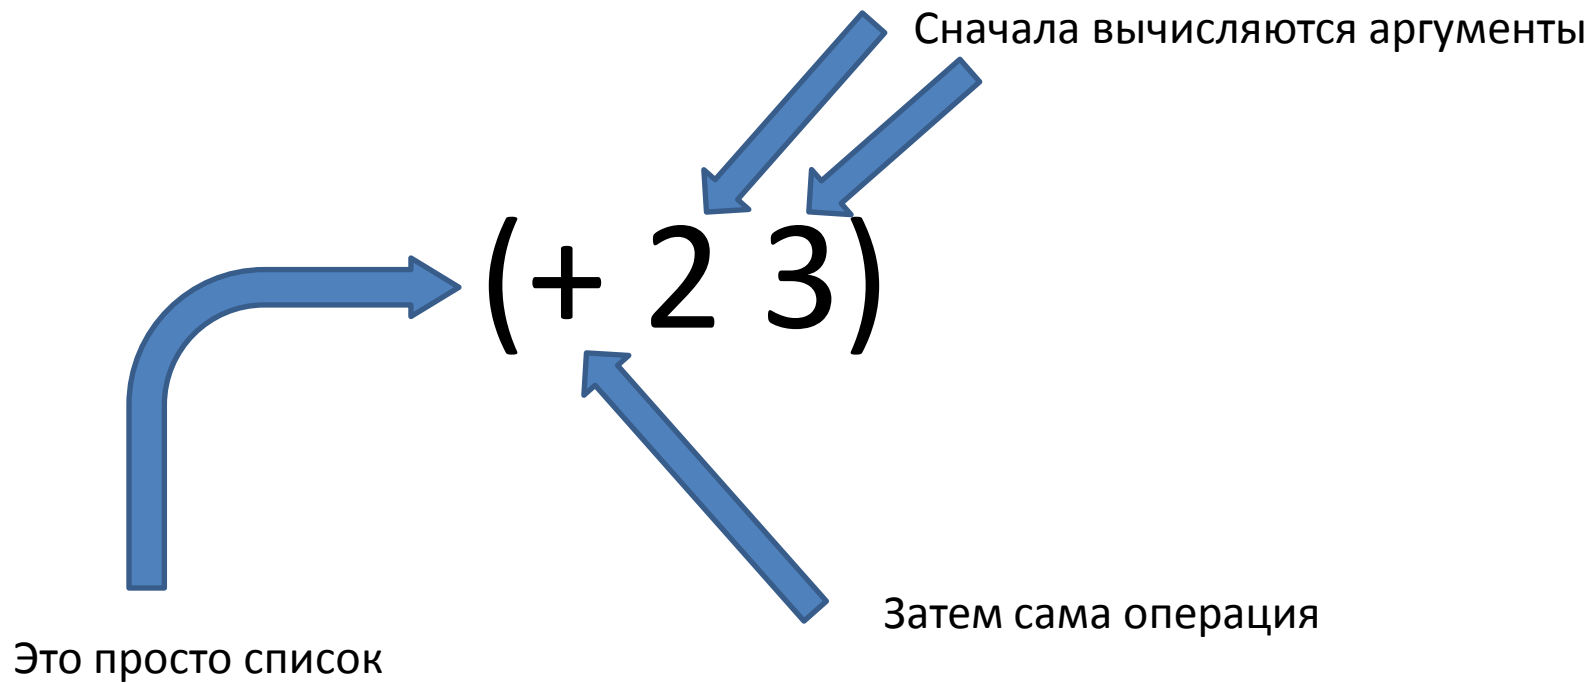 Сначала вычисляются аргументы
(+ 2 3)
Затем сама операция
Это просто список